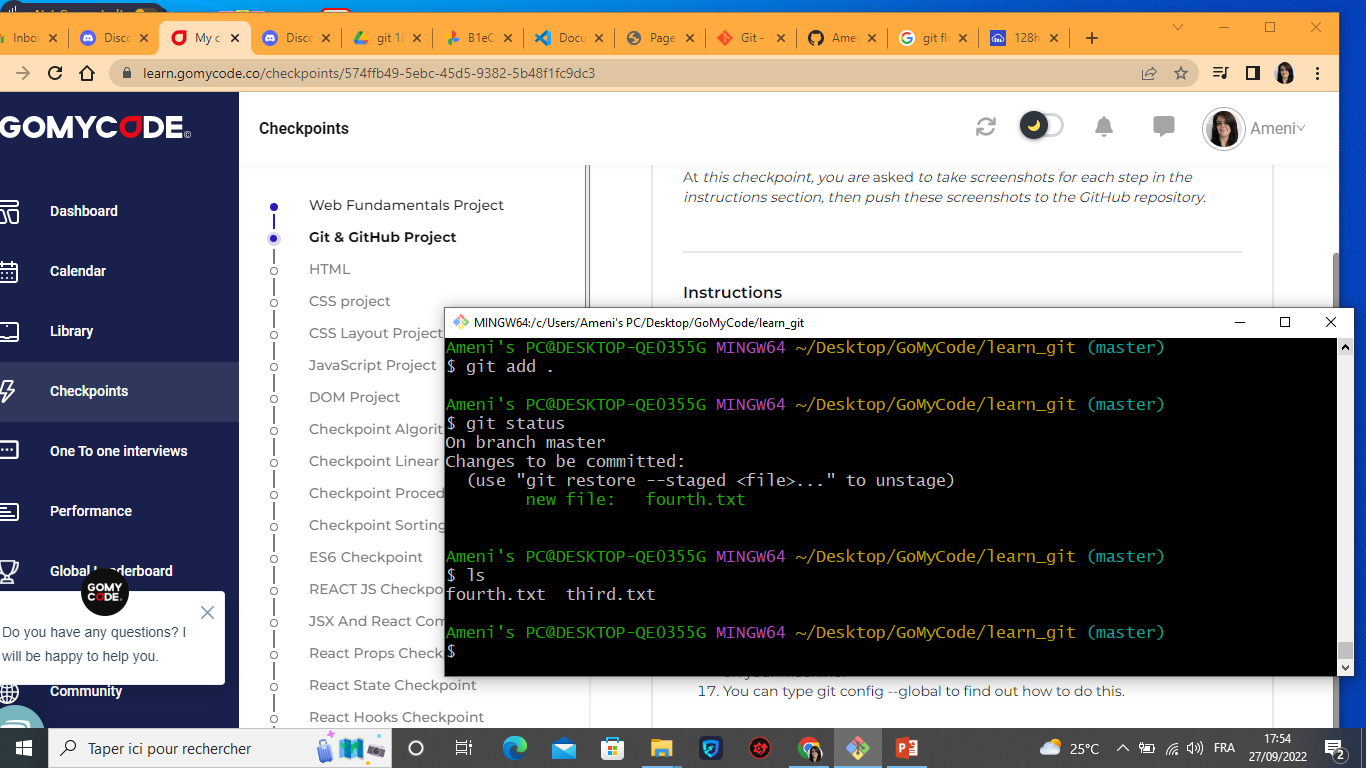 Inbo
Disco
My c
Disco
git 18
B1eC
Docu
Page
Git -
Amen
git fl
128h
learn.gomycode.co/checkpoints/574ffb49-5ebc-45d5-9382-5b48f1fc9dc3
GOMYCODE©
Checkpoints
Ameni
Dashboard
Calendar
Library
Checkpoints
One To one interviews
Performance
Global Leaderboard
GOMY
CODE
Do you have any questions? I
will be happy to help you.
Community
Web Fundamentals Project
Git & GitHub Project
HTML
CSS project
CSS Layout Project
JavaScript Project
DOM Project
Checkpoint Algorit
Checkpoint Linear
Checkpoint Proced
Checkpoint Sorting
ES6 Checkpoint
REACT JS Checkpo
JSX And React Com
React Props Check
React State Checkpoint
React Hooks Checkpoint
At this checkpoint, you are asked to take screenshots for each step in the
instructions section, then push these screenshots to the GitHub repository.
Instructions
MINGW64:/c/Users/Ameni's PC/Desktop/GoMyCode/learn_git
Ameni's PC@DESKTOP-QEO355G MINGW64 ~/Desktop/GoMyCode/learn_git (master)
$ git add .
Ameni's PC@DESKTOP-QEO355G MINGW64 ~/Desktop/GoMyCode/learn_git (master)
$ git status
On branch master
Changes to be committed:
(use "git restore --staged <file>..." to unstage)
new file: fourth.txt
Ameni's PC@DESKTOP-QEO355G MINGW64 ~/Desktop/GoMyCode/learn_git (master)
$ ls
fourth.txt third.txt
Ameni's PC@DESKTOP-QEO355G MINGW64 ~/Desktop/GoMyCode/learn_git (master)
$
17. You can type git config --global to find out how to do this.
Taper ici pour rechercher
25°C
FRA
17:54
27/09/2022
2